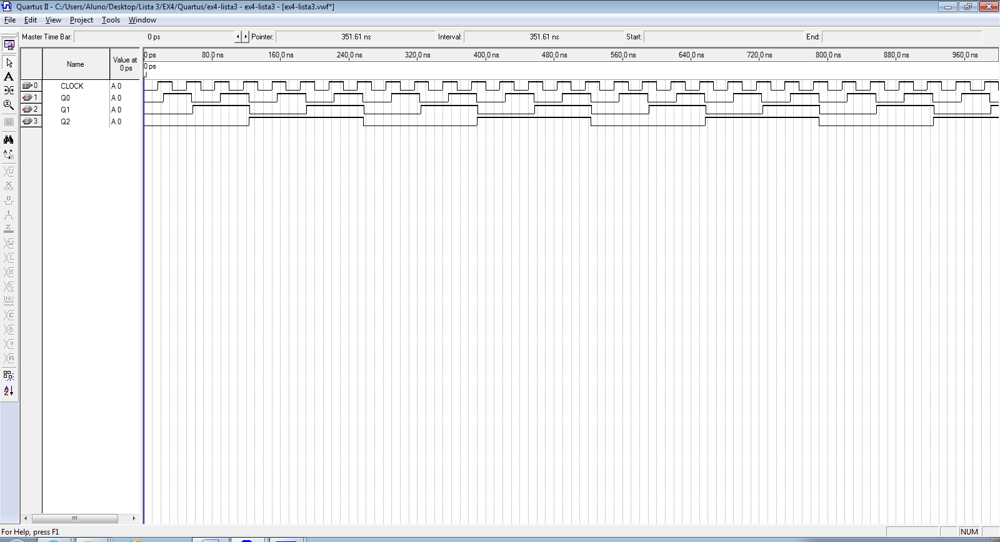 Quartus II - C:/Users/Aluno/Desktop/Lista 3/EX4/Quartus/ex4-lista3 - ex4-lista3 - [ex4-lista3.vwf*]
File Edit View Project Tools Window
Master Time Bar: 0 ps Pointer: 351.61 ns Interval: 351.61 ns Start: End:
Name Value at 0 ps
0 ps 80.0 ns 160.0 ns 240.0 ns 320.0 ns 400.0 ns 480.0 ns 560.0 ns 640.0 ns 720.0 ns 800.0 ns 880.0 ns 960.0 ns
0 ps
0 CLOCK A 0
1 Q0 A 0
2 Q1 A 0
3 Q2 A 0
For Help, press F1 NUM